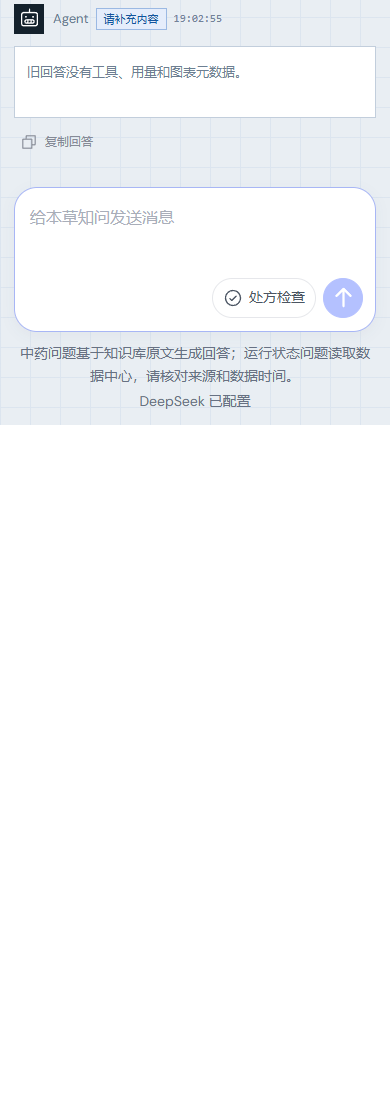 Agent 请补充内容 19:02:55
旧回答没有工具、用量和图表元数据。
复制回答
给本草知问发送消息
处方检查
中药问题基于知识库原文生成回答；运行状态问题读取数
据中心，请核对来源和数据时间。
DeepSeek 已配置